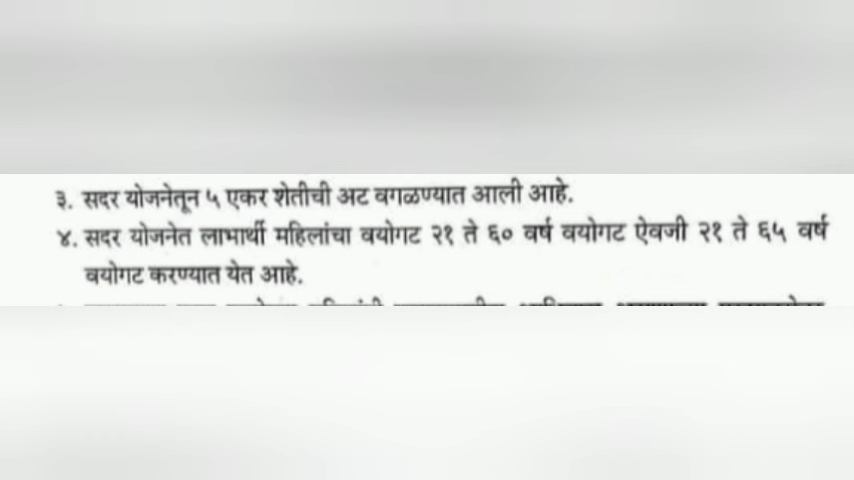 ३. सदर योजनेतून ५ एकर शेतीची अट वगळण्यात आली आहे.
४. सदर योजनेत लाभार्थी महिलांचा वयोगट २१ ते ६० वर्ष वयोगट ऐवजी २१ ते ६५ वर्ष
वयोगट करण्यात येत आहे.